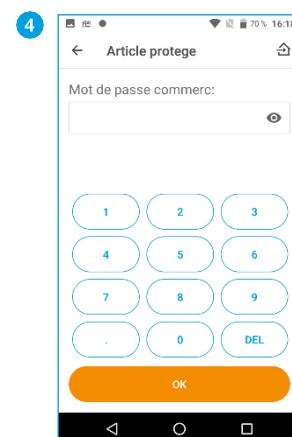 4
70 % 16:18
Article protege
Mot de passe commerc:
1 2 3
4 5 6
7 8 9
. 0 DEL
OK